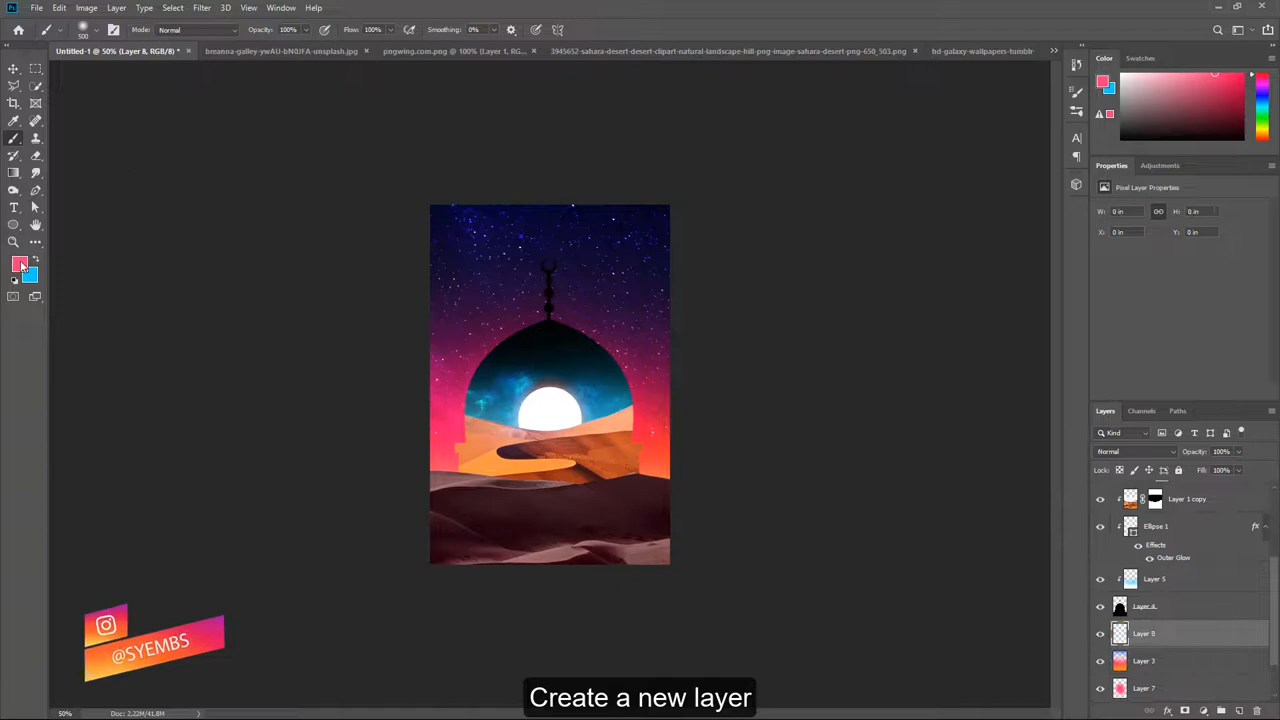 File Edit Image Layer Type Select Filter 3D View Window Help
500 Mode: Normal Opacity: 100% Flow: 100% Smoothing: 0%
Untitled-1 @ 50% (Layer 8, RGB/8) * × breanna-galley-ywAU-bN0JFA-unsplash.jpg × pngwing.com.png @ 100% (Layer 1, RG... × 3945652-sahara-desert-desert-clipart-natural-landscape-hill-png-image-sahara-desert-png-650_503.png × hd-galaxy-wallpapers-tumblr
Color Swatches
Properties Adjustments
Pixel Layer Properties
W: 0 in H: 0 in
X: 0 in Y: 0 in
Layers Channels Paths
Kind
Normal Opacity: 100%
Lock: Fill: 100%
Layer 1 copy
Ellipse 1 fx
Effects
Outer Glow
Layer 5
Layer 4
Layer 8
Layer 3
Layer 7
@SYEMBS
Create a new layer
50% Doc: 2,22M/41,8M